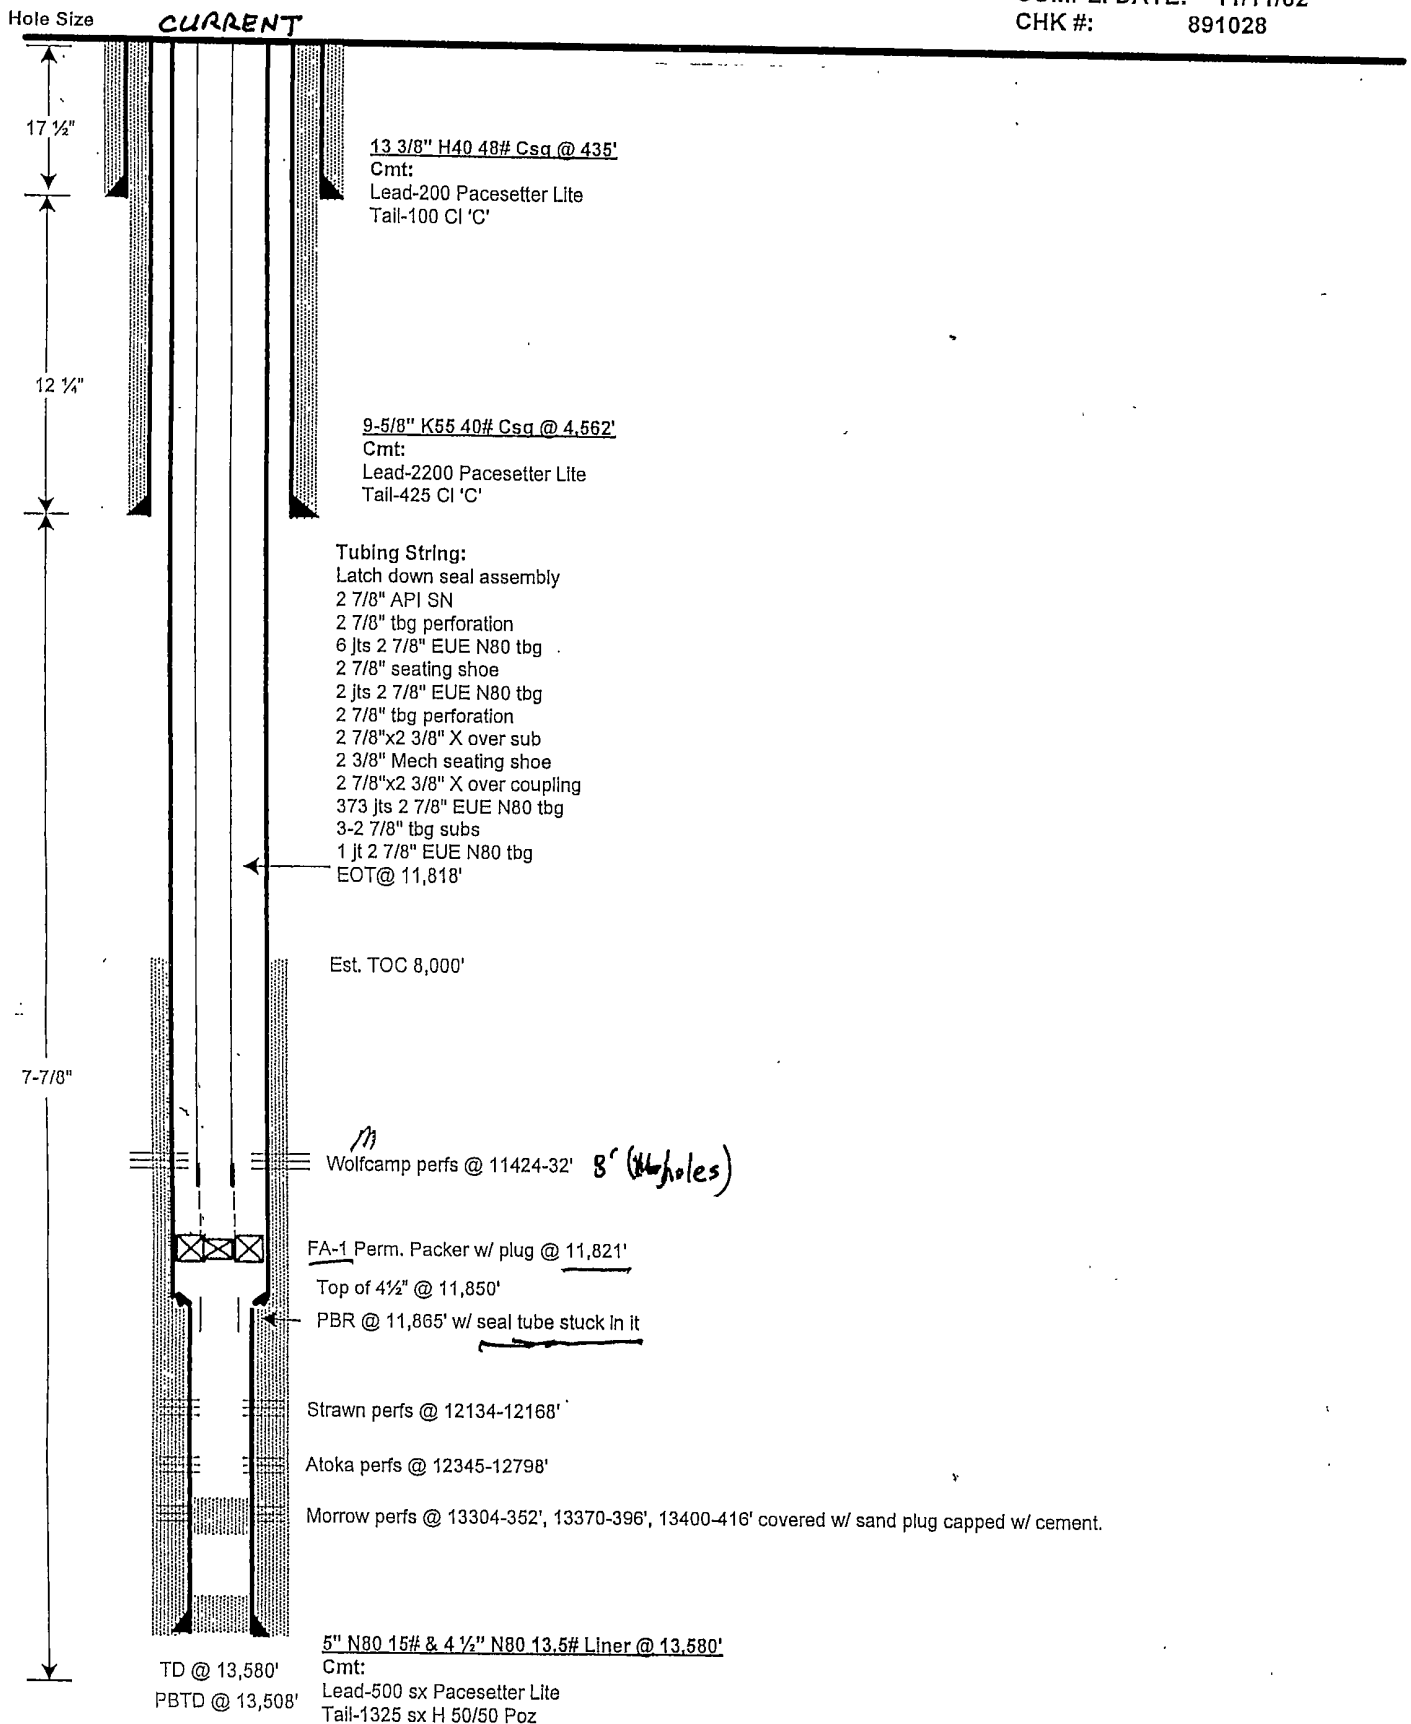 Hole Size
CURRENT
CHK #: 891028
17 ½"
13 3/8" H40 48# Csg @ 435'
Cmt:
Lead-200 Pacesetter Lite
Tail-100 Cl 'C'
12 ¼"
9-5/8" K55 40# Csg @ 4,562'
Cmt:
Lead-2200 Pacesetter Lite
Tail-425 Cl 'C'
Tubing String:
Latch down seal assembly
2 7/8" API SN
2 7/8" tbg perforation
6 jts 2 7/8" EUE N80 tbg
2 7/8" seating shoe
2 jts 2 7/8" EUE N80 tbg
2 7/8" tbg perforation
2 7/8"x2 3/8" X over sub
2 3/8" Mech seating shoe
2 7/8"x2 3/8" X over coupling
373 jts 2 7/8" EUE N80 tbg
3-2 7/8" tbg subs
1 jt 2 7/8" EUE N80 tbg
EOT@ 11,818'
Est. TOC 8,000'
7-7/8"
Wolfcamp perfs @ 11424-32' 8' ( holes)
FA-1 Perm. Packer w/ plug @ 11,821'
Top of 4½" @ 11,850'
PBR @ 11,865' w/ seal tube stuck in it
Strawn perfs @ 12134-12168'
Atoka perfs @ 12345-12798'
Morrow perfs @ 13304-352', 13370-396', 13400-416' covered w/ sand plug capped w/ cement.
5" N80 15# & 4 ½" N80 13.5# Liner @ 13,580'
Cmt:
Lead-500 sx Pacesetter Lite
Tail-1325 sx H 50/50 Poz
TD @ 13,580'
PBTD @ 13,508'